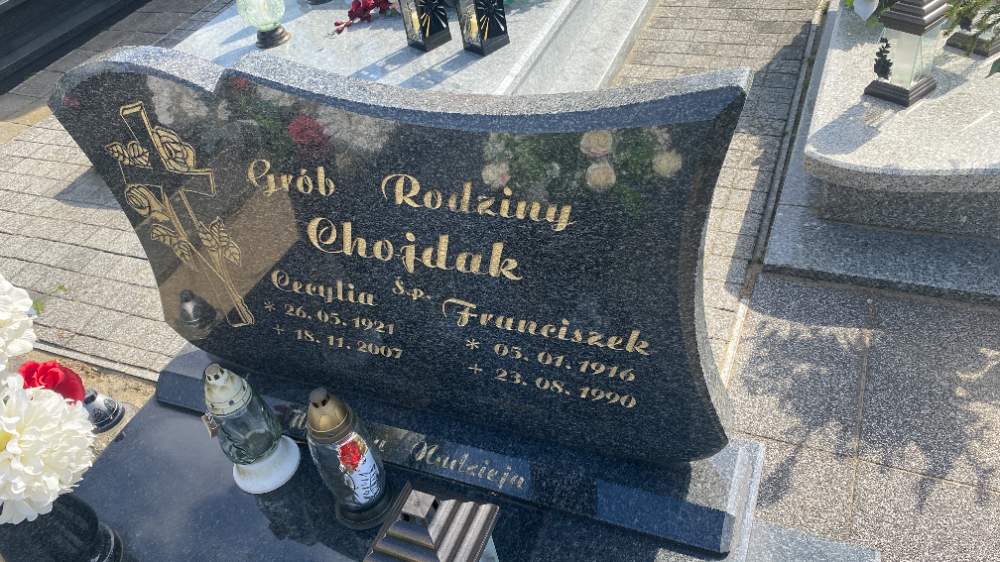 Grób Rodziny
Chojdak
Ś.p.
Cecylia
* 26. 05. 1921
+ 18. 11. 2007
Franciszek
* 05. 01. 1916
+ 23. 08. 1990
Nadzieja